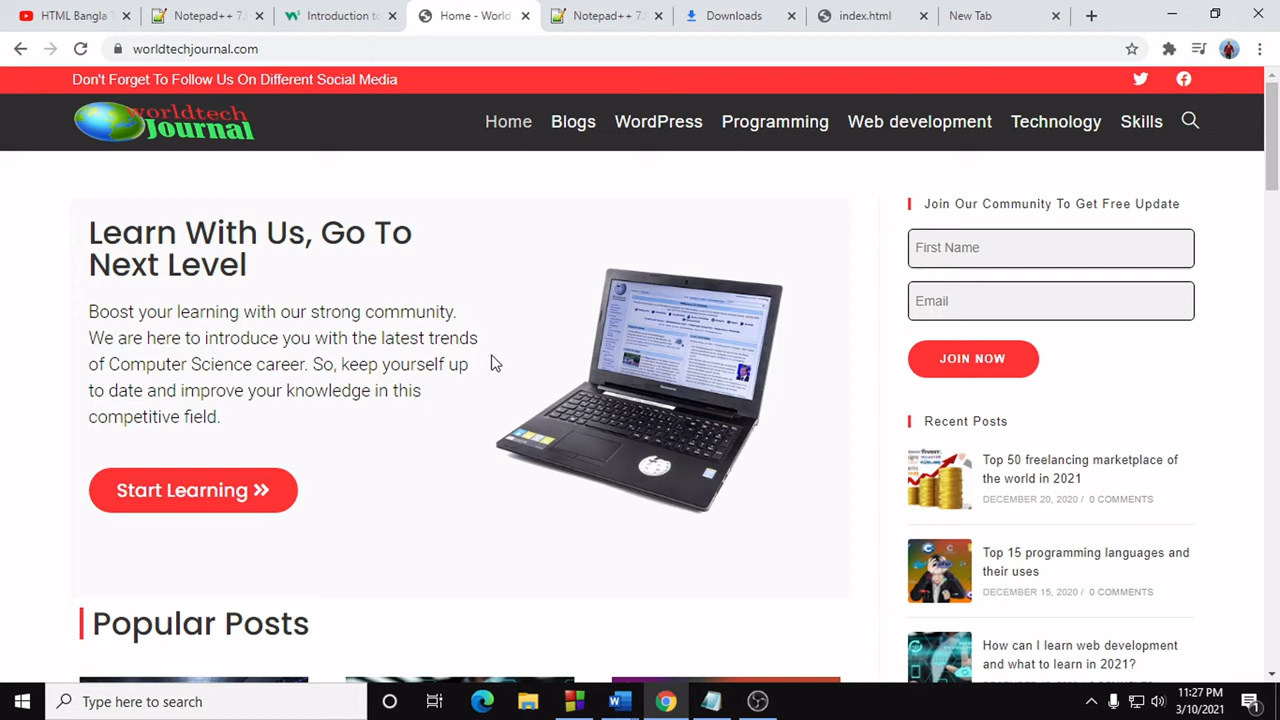 HTML Bangla T
Notepad++ 7.
Introduction to
Home - World
Notepad++ 7.
Downloads
index.html
New Tab
worldtechjournal.com
Don't Forget To Follow Us On Different Social Media
worldtech
Journal
Home Blogs WordPress Programming Web development Technology Skills
Learn With Us, Go To
Next Level
Boost your learning with our strong community.
We are here to introduce you with the latest trends
of Computer Science career. So, keep yourself up
to date and improve your knowledge in this
competitive field.
Start Learning »
Popular Posts
Join Our Community To Get Free Update
First Name
Email
JOIN NOW
Recent Posts
Top 50 freelancing marketplace of
the world in 2021
DECEMBER 20, 2020 / 0 COMMENTS
Top 15 programming languages and
their uses
DECEMBER 15, 2020 / 0 COMMENTS
How can I learn web development
and what to learn in 2021?
Type here to search
11:27 PM
3/10/2021